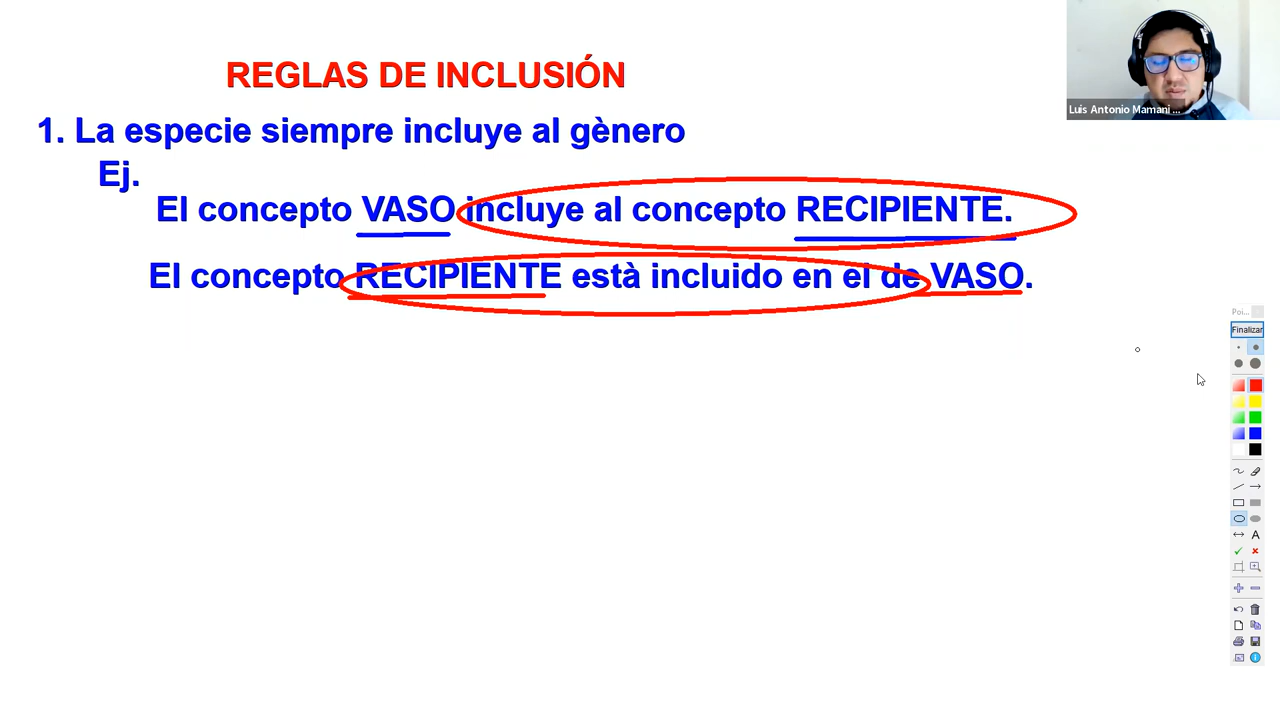 REGLAS DE INCLUSIÓN
Luis Antonio Mamani ...
1. La especie siempre incluye al gènero
Ej.
El concepto VASO incluye al concepto RECIPIENTE.
El concepto RECIPIENTE està incluido en el de VASO.
Poi...
Finalizar
A